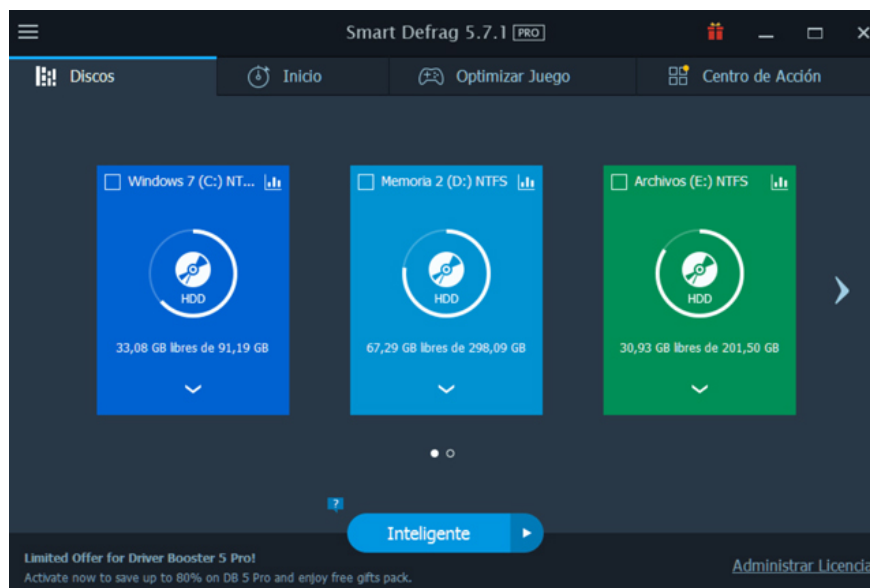 Smart Defrag 5.7.1 PRO
Discos
Inicio
Optimizar Juego
Centro de Acción
Windows 7 (C:) NT...
HDD
33,08 GB libres de 91,19 GB
Memoria 2 (D:) NTFS
HDD
67,29 GB libres de 298,09 GB
Archivos (E:) NTFS
HDD
30,93 GB libres de 201,50 GB
?
Inteligente
Limited Offer for Driver Booster 5 Pro!
Activate now to save up to 80% on DB 5 Pro and enjoy free gifts pack.
Administrar Licencia